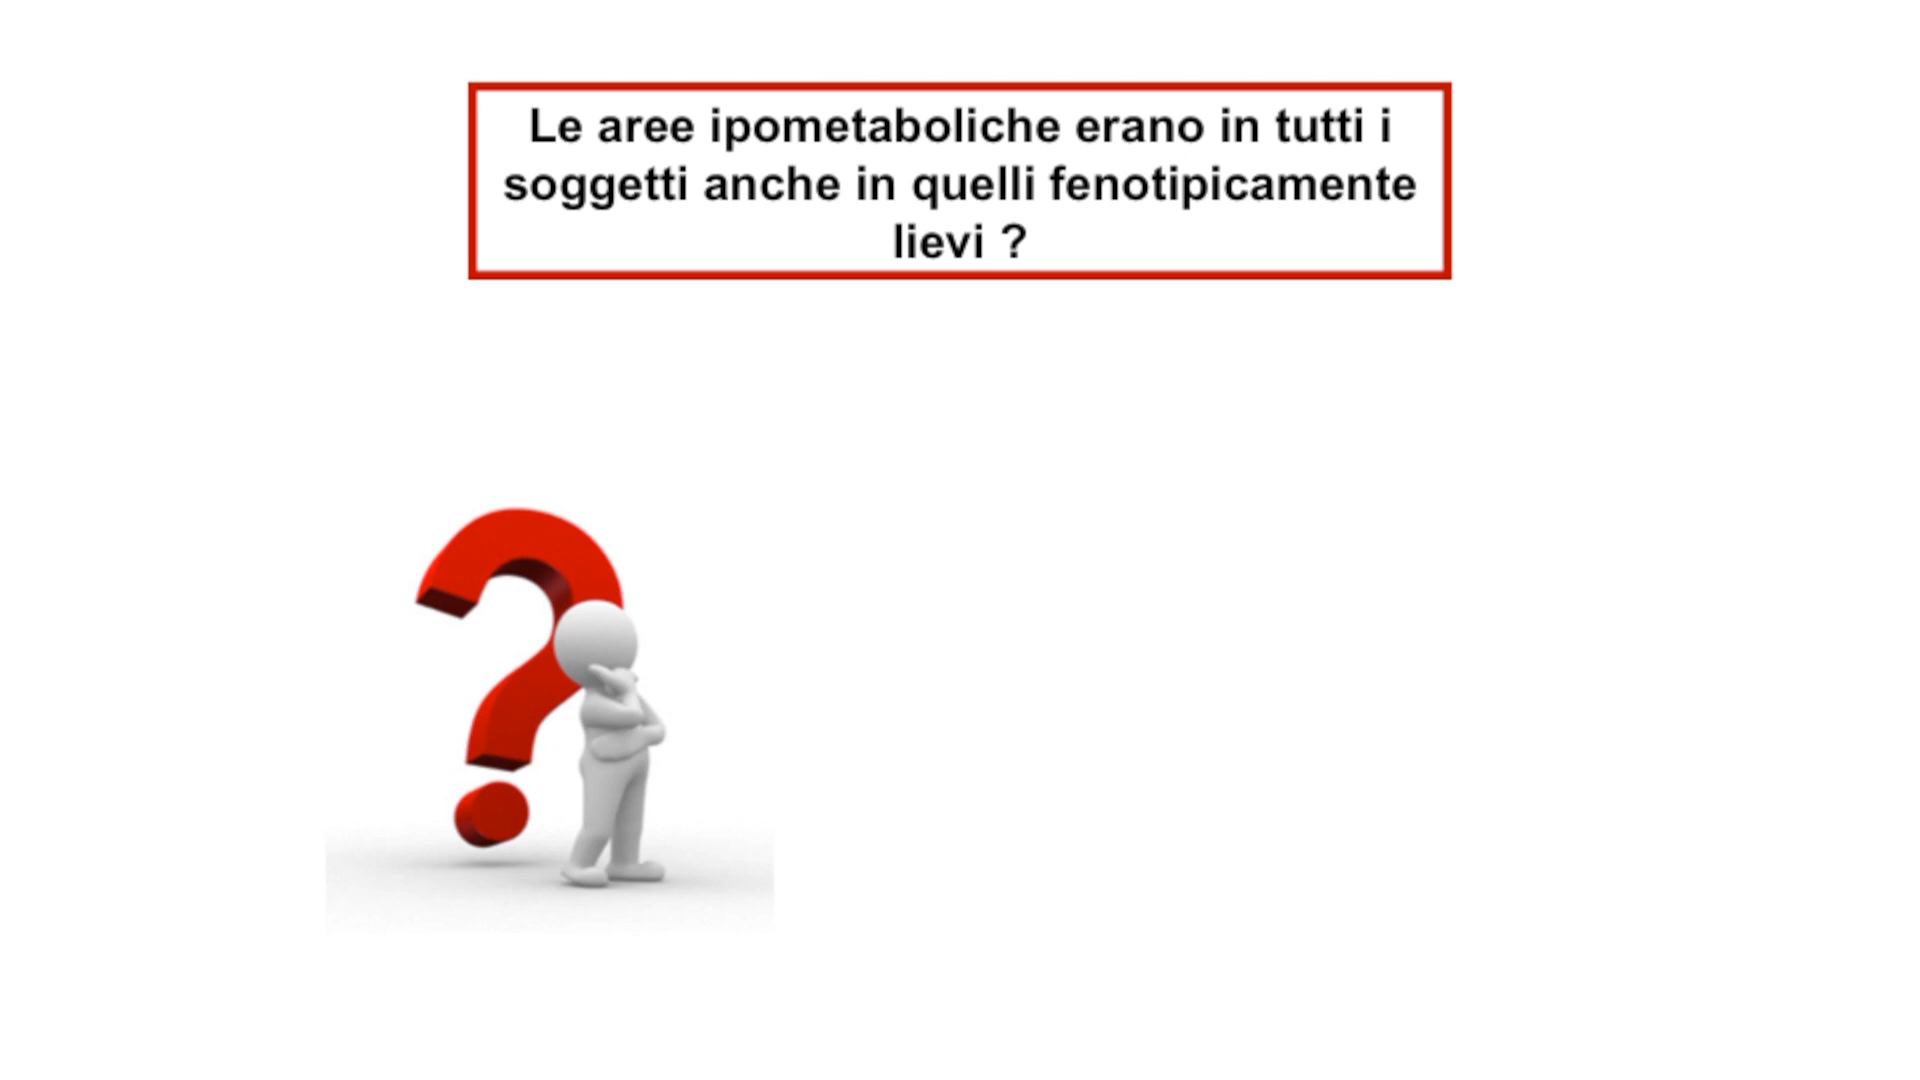 Le aree ipometaboliche erano in tutti i
soggetti anche in quelli fenotipicamente
lievi ?